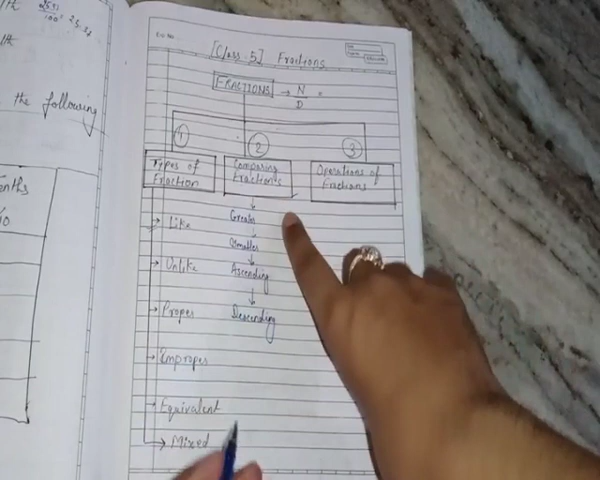 the following
[Class-5] Fractions
FRACTIONS → N/D =
1 2 3
Types of Fraction
Comparing Fractions
Operations of Fractions
→ Like
→ Unlike
→ Proper
→ Improper
→ Equivalent
→ Mixed
↓
Greater
↓
Smaller
↓
Ascending
↓
Descending